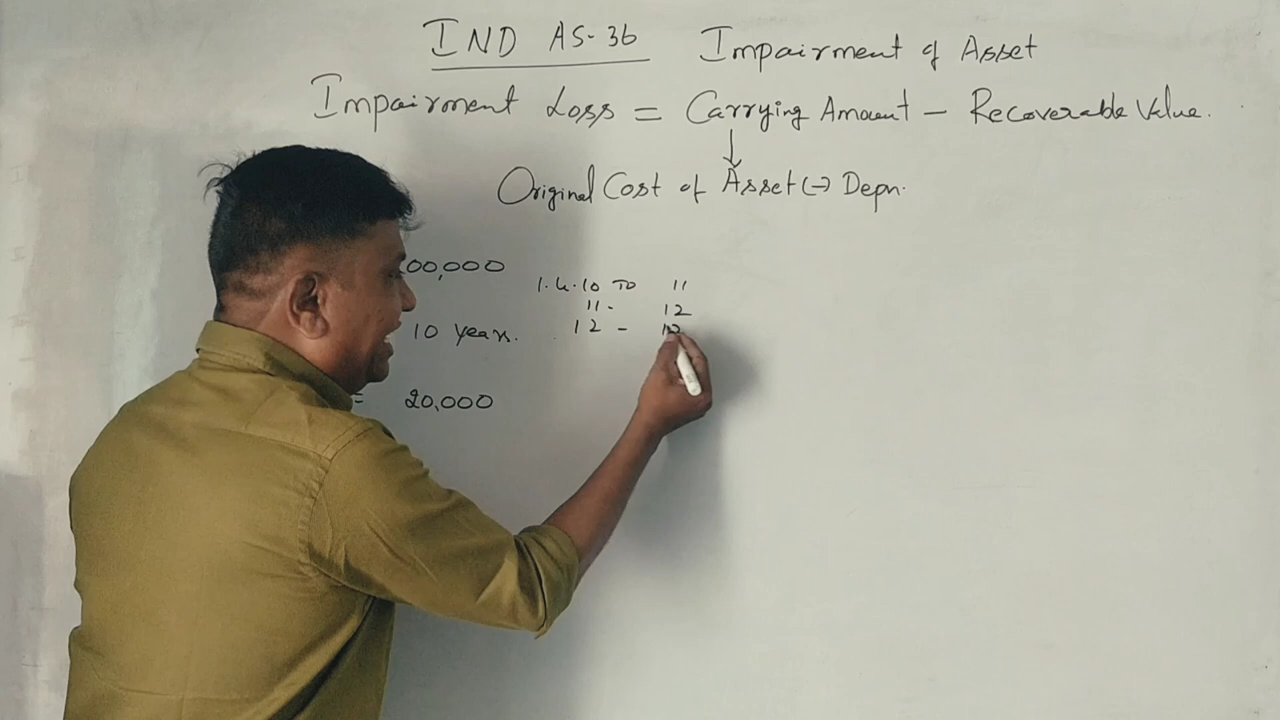 IND AS-36 Impairment of Asset
Impairment Loss = Carrying Amount – Recoverable Value.
↓
Original Cost of Asset (-) Depn.
00,000
1.4.10 TO 11
11 - 12
10 years.
12 -
= 20,000